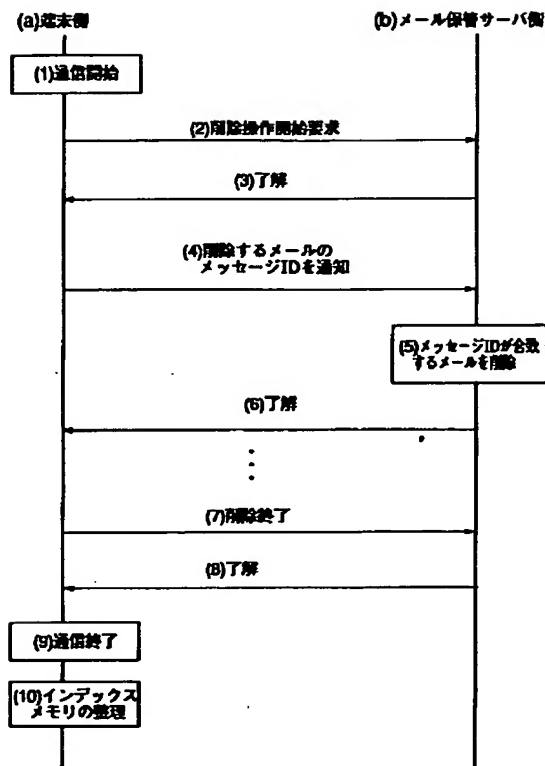 (a)端末側
(b)メール保管サーバ側
(1)通信開始
(2)削除操作開始要求
(3)了解
(4)削除するメールの
メッセージIDを通知
(5)メッセージIDが合致
するメールを削除
(6)了解
(7)削除終了
(8)了解
(9)通信終了
(10)インデックス
メモリの整理